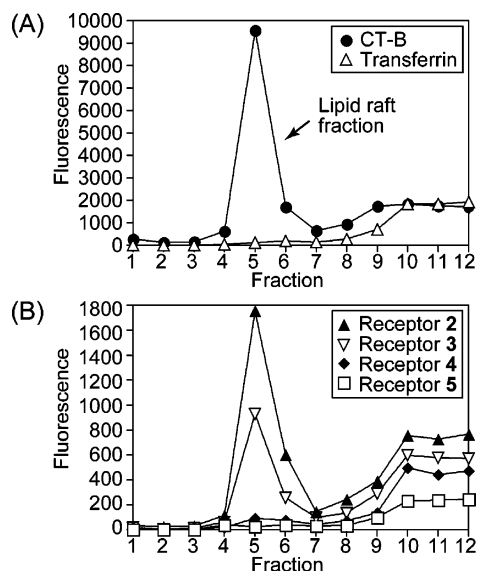 (A)
10000
9000
8000
7000
6000
5000
4000
3000
2000
1000
0
Fluorescence
CT-B
Transferrin
Lipid raft
fraction
1 2 3 4 5 6 7 8 9 10 11 12
Fraction
(B)
1800
1600
1400
1200
1000
800
600
400
200
0
Fluorescence
Receptor 2
Receptor 3
Receptor 4
Receptor 5
1 2 3 4 5 6 7 8 9 10 11 12
Fraction